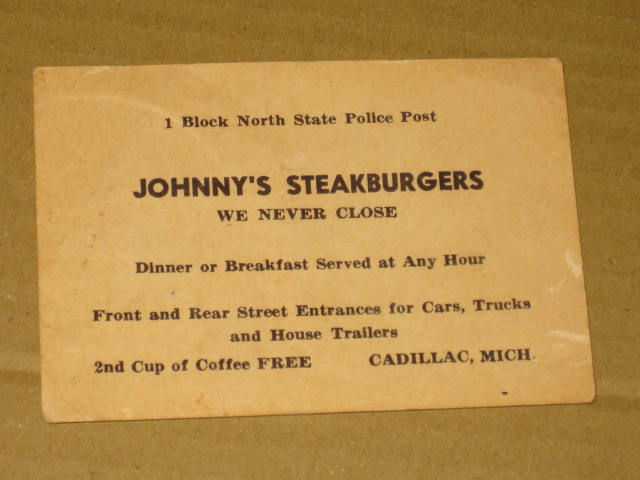 1 Block North State Police Post
JOHNNY'S STEAKBURGERS
WE NEVER CLOSE
Dinner or Breakfast Served at Any Hour
Front and Rear Street Entrances for Cars, Trucks
and House Trailers
2nd Cup of Coffee FREE CADILLAC, MICH.